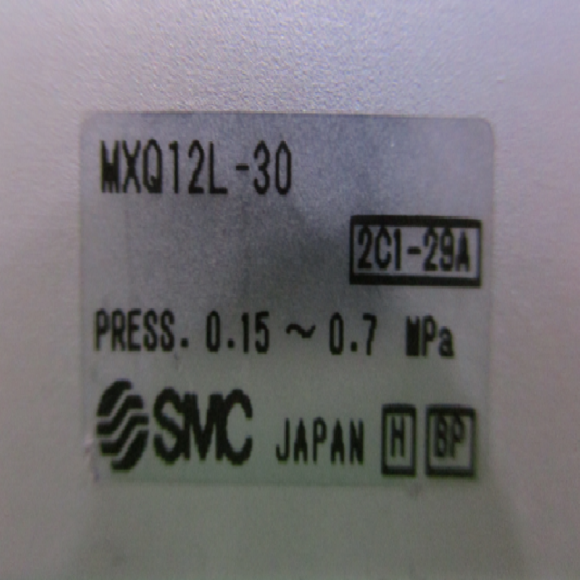 MXQ12L-30
2C1-29A
PRESS. 0.15～0.7 MPa
SMC JAPAN H 8P